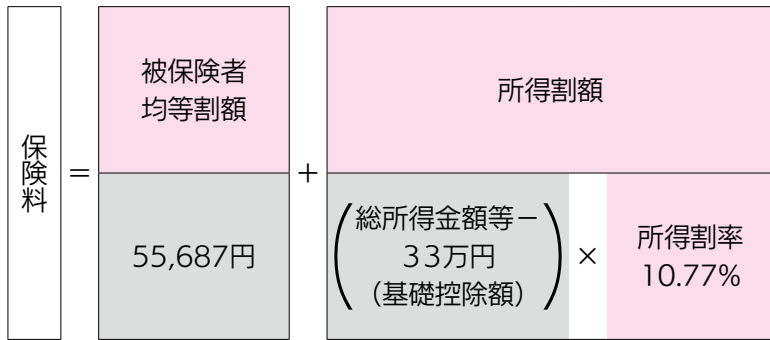 保険料
=
被保険者
均等割額
55,687円
+
所得割額
(総所得金額等−
33万円
(基礎控除額))
×
所得割率
10.77%